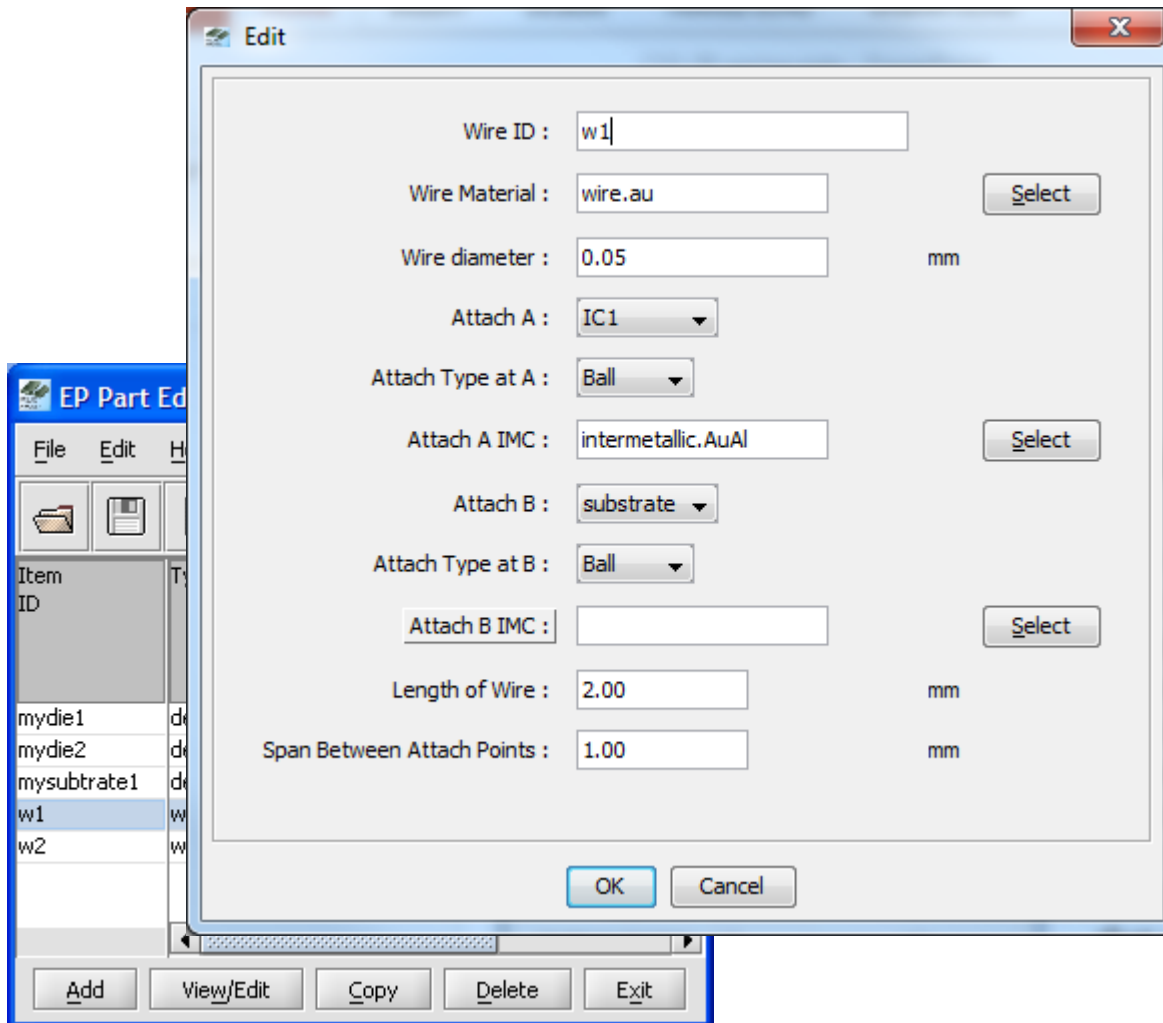 Edit
Wire ID : w1
Wire Material : wire.au Select
Wire diameter : 0.05 mm
Attach A : IC1
Attach Type at A : Ball
Attach A IMC : intermetallic.AuAl Select
Attach B : substrate
Attach Type at B : Ball
Attach B IMC : Select
Length of Wire : 2.00 mm
Span Between Attach Points : 1.00 mm
OK Cancel
EP Part Ed
File Edit H
Item
ID
mydie1 de
mydie2 de
mysubtrate1 de
w1 w
w2 w
Add View/Edit Copy Delete Exit